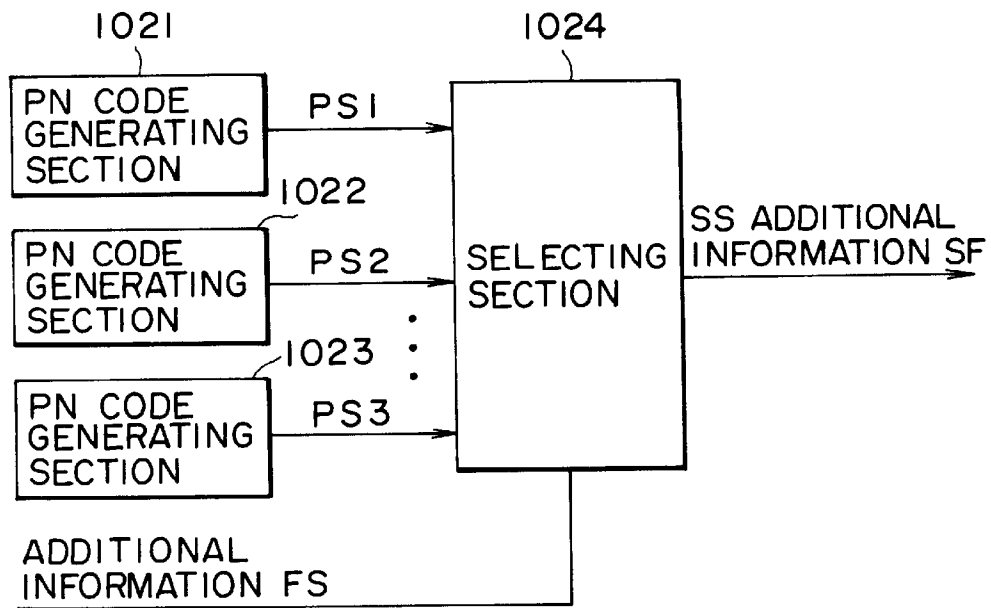 1021
1024
PN CODE
GENERATING
SECTION
PS1
1022
PN CODE
GENERATING
SECTION
PS2
SELECTING
SECTION
SS ADDITIONAL
INFORMATION SF
1023
PN CODE
GENERATING
SECTION
PS3
ADDITIONAL
INFORMATION FS